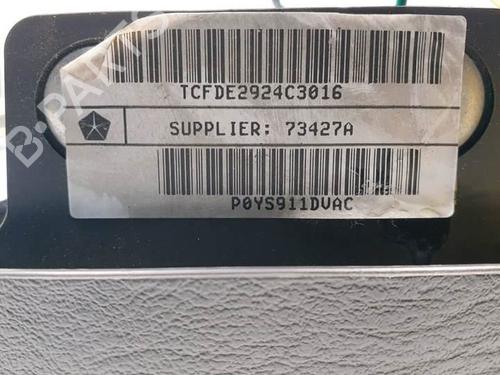 TCFDE2924C3016
SUPPLIER: 73427A
P0YS911DVAC
B-PARTS